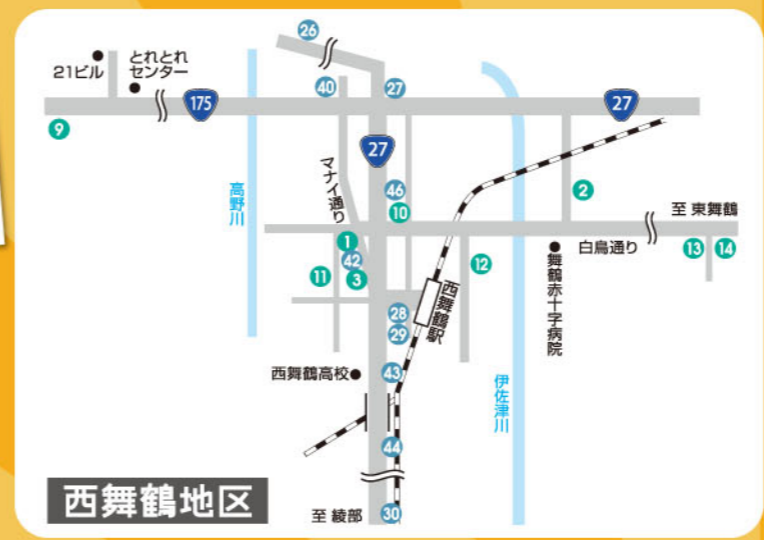 26
21ビル
とれとれ
センター
40
27
175
27
9
27
マナイ通り
高野川
46
2
10
至 東舞鶴
1
白鳥通り
42
11
3
12
13
14
舞鶴赤十字病院
西舞鶴駅
28
29
西舞鶴高校
43
伊佐津川
44
西舞鶴地区
至 綾部
30